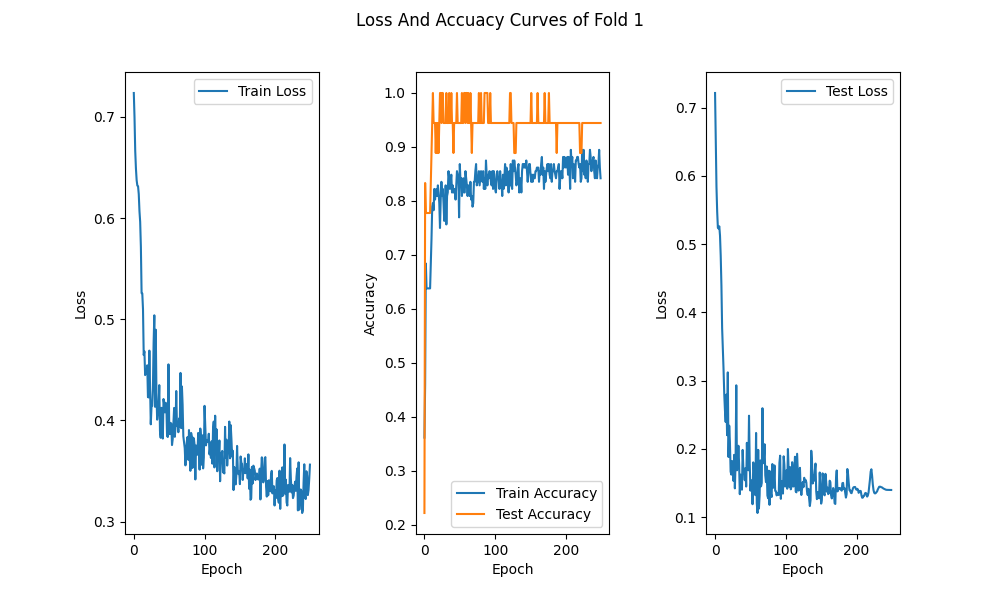 Loss And Accuacy Curves of Fold 1
Train Loss
0.7
0.6
0.5
0.4
0.3
Loss
0
100
200
Epoch
1.0
0.9
0.8
0.7
0.6
0.5
0.4
0.3
0.2
Accuracy
Train Accuracy
Test Accuracy
0
100
200
Epoch
Test Loss
0.7
0.6
0.5
0.4
0.3
0.2
0.1
Loss
0
100
200
Epoch